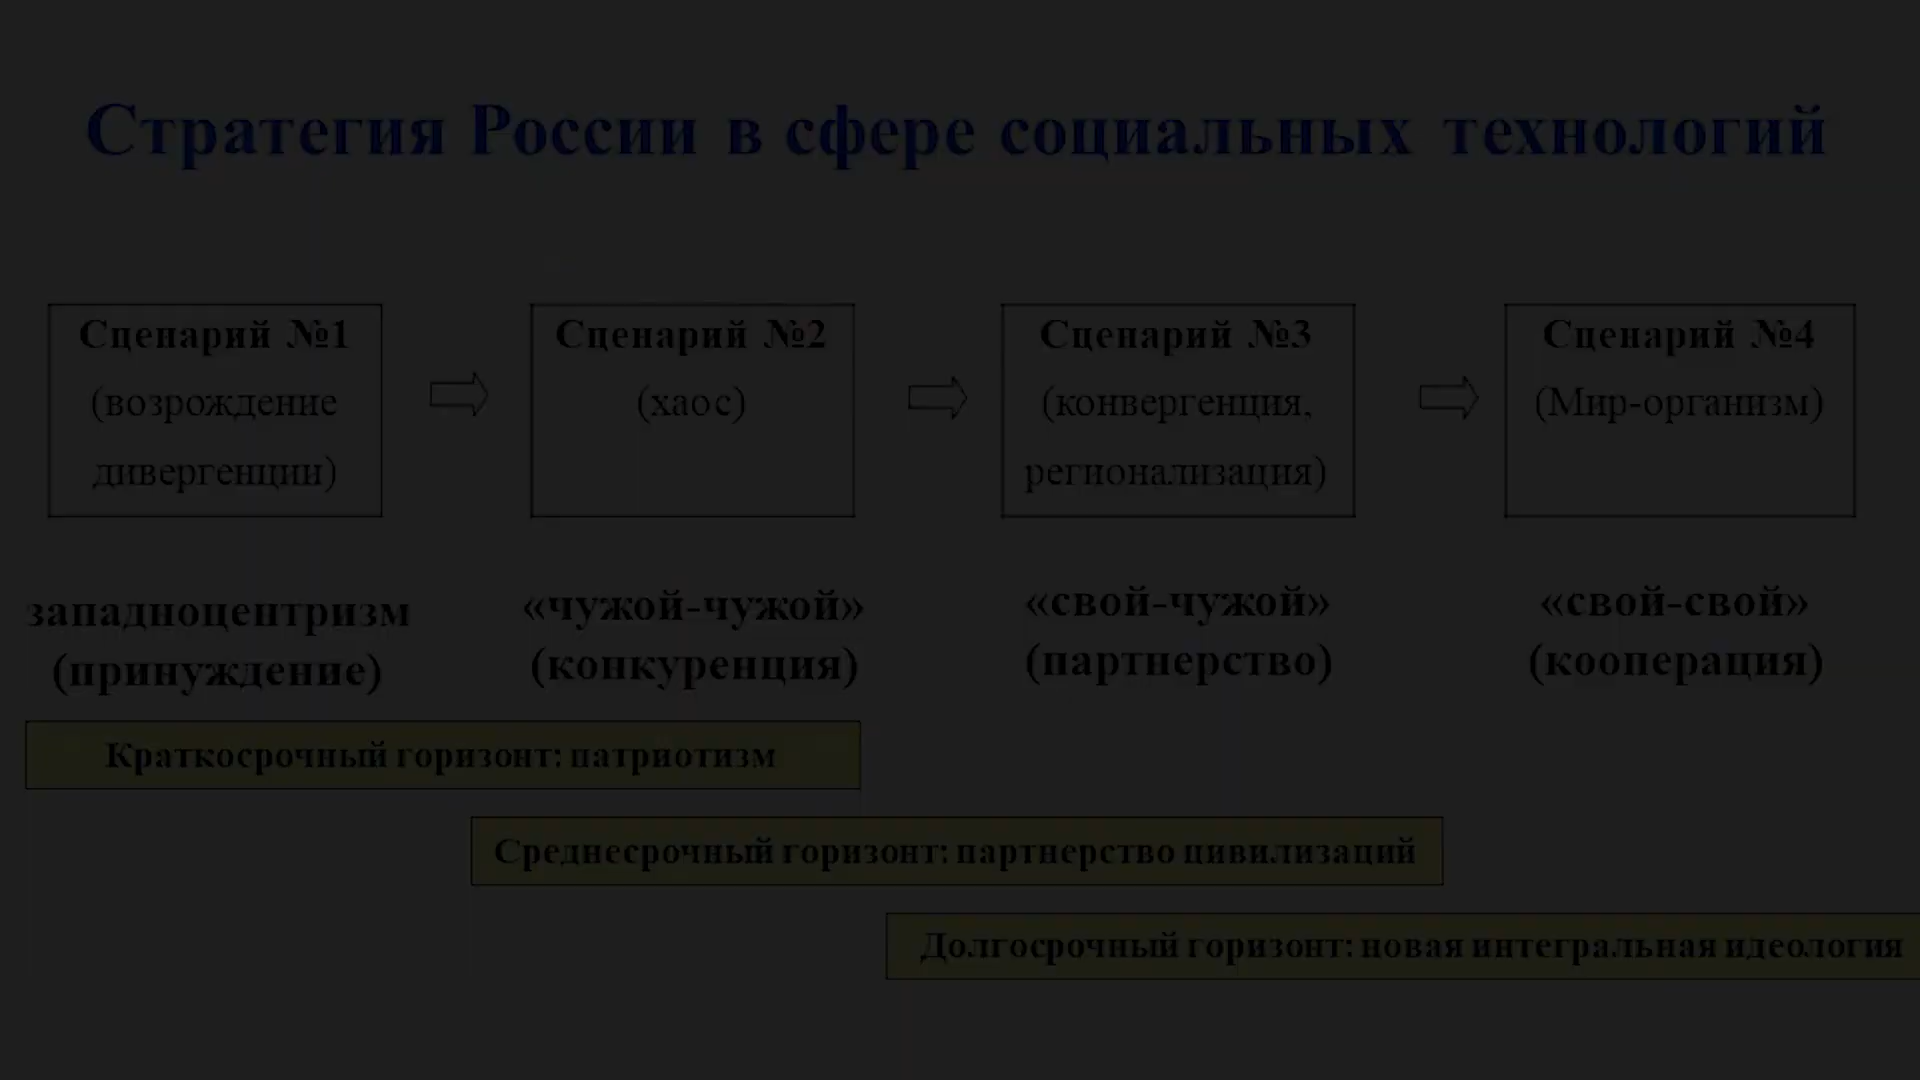 Стратегия России в сфере социальных технологий
Сценарий №1
(возрождение
дивергенции)
Сценарий №2
(хаос)
Сценарий №3
(конвергенция,
регионализация)
Сценарий №4
(Мир-организм)
западноцентризм
(принуждение)
«чужой-чужой»
(конкуренция)
«свой-чужой»
(партнерство)
«свой-свой»
(кооперация)
Краткосрочный горизонт: патриотизм
Среднесрочный горизонт: партнерство цивилизаций
Долгосрочный горизонт: новая интегральная идеология